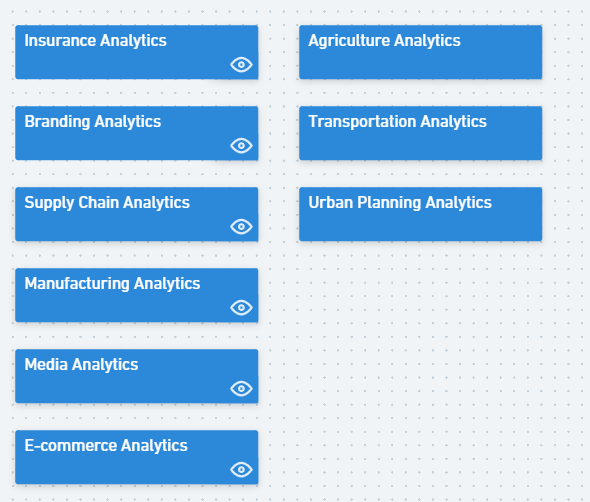 Insurance Analytics
Branding Analytics
Supply Chain Analytics
Manufacturing Analytics
Media Analytics
E-commerce Analytics
Agriculture Analytics
Transportation Analytics
Urban Planning Analytics